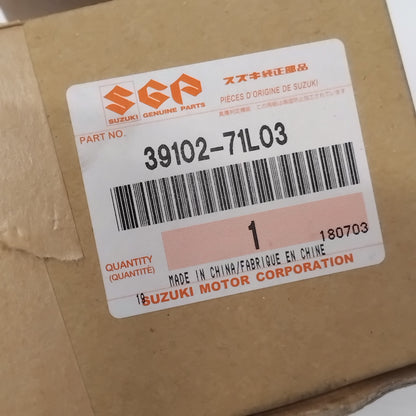 SGP
スズキ純正部品
SUZUKI GENUINE PARTS
PIÈCES D'ORIGINE DE SUZUKI
PART NO.
39102-71L03
1
180703
QUANTITY
(QUANTITÉ)
MADE IN CHINA/FABRIQUE EN CHINE
SUZUKI MOTOR CORPORATION